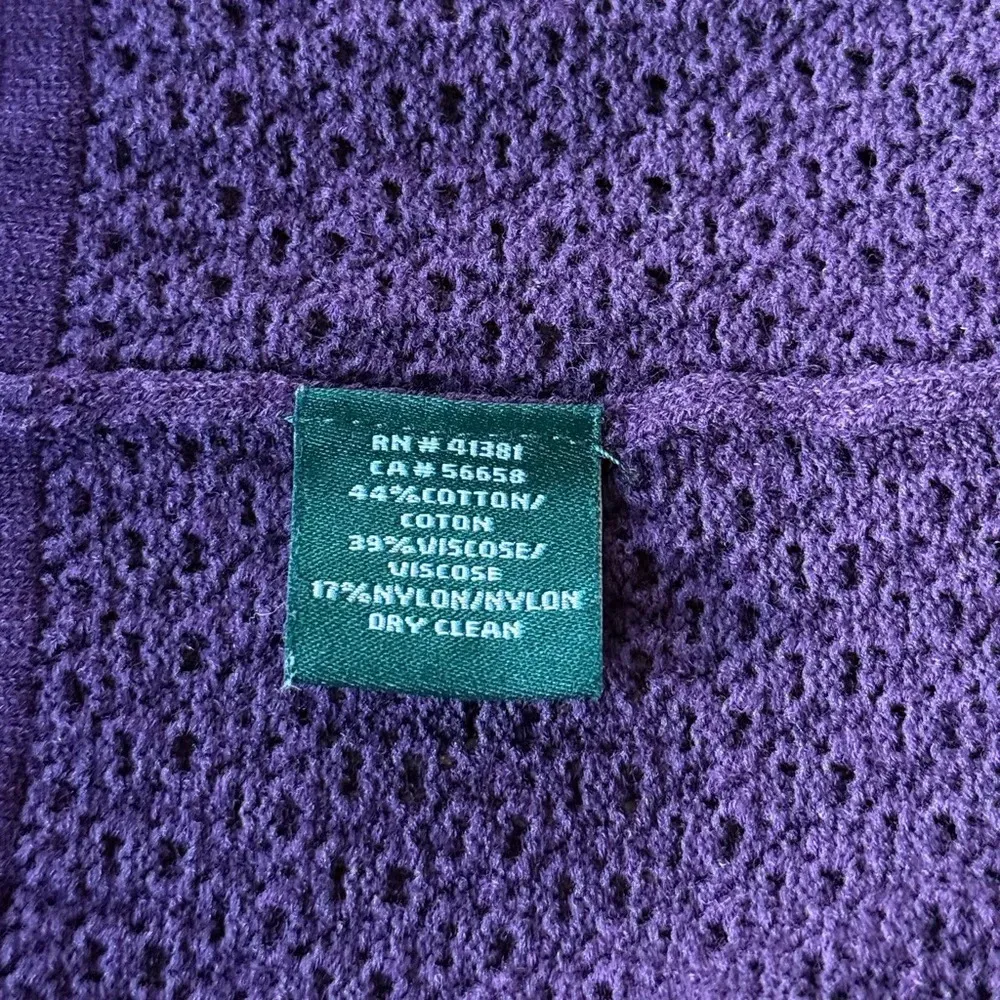 RN # 41381
CA # 56658
44%COTTON/
COTON
39%VISCOSE/
VISCOSE
17%NYLON/NYLON
DRY CLEAN